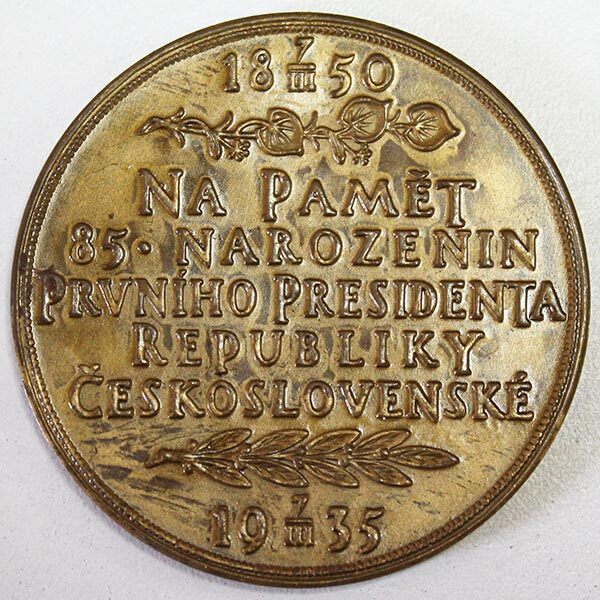 18 7/III 50
NA PAMĚT
85. NAROZENIN
PRVNÍHO PRESIDENTA
REPUBLIKY
ČESKOSLOVENSKÉ
19 7/III 35